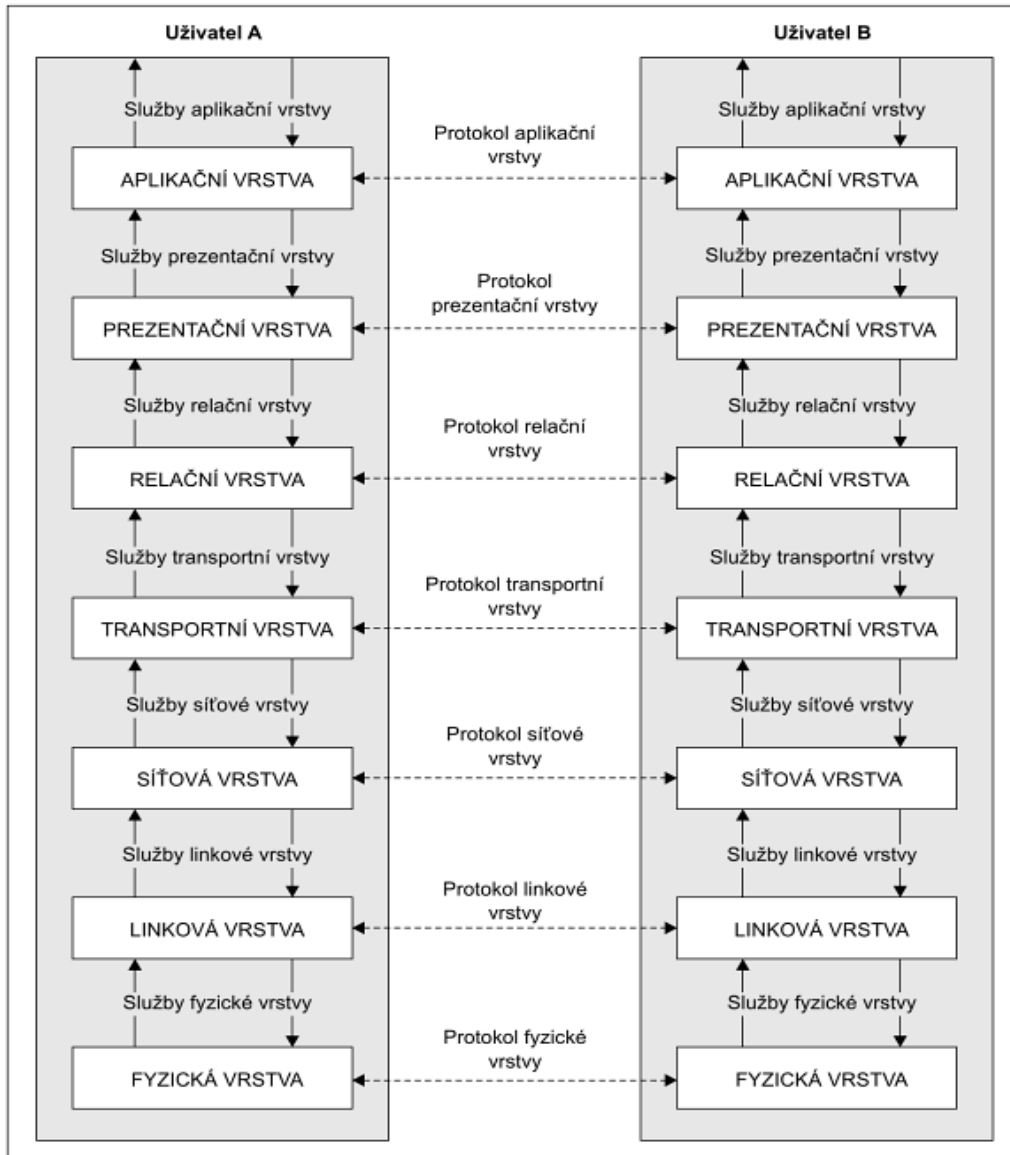 Uživatel A
Uživatel B
Služby aplikační vrstvy
Služby aplikační vrstvy
Protokol aplikační
vrstvy
APLIKAČNÍ VRSTVA
APLIKAČNÍ VRSTVA
Služby prezentační vrstvy
Služby prezentační vrstvy
Protokol
prezentační vrstvy
PREZENTAČNÍ VRSTVA
PREZENTAČNÍ VRSTVA
Služby relační vrstvy
Služby relační vrstvy
Protokol relační
vrstvy
RELAČNÍ VRSTVA
RELAČNÍ VRSTVA
Služby transportní vrstvy
Služby transportní vrstvy
Protokol transportní
vrstvy
TRANSPORTNÍ VRSTVA
TRANSPORTNÍ VRSTVA
Služby síťové vrstvy
Služby síťové vrstvy
Protokol síťové
vrstvy
SÍŤOVÁ VRSTVA
SÍŤOVÁ VRSTVA
Služby linkové vrstvy
Služby linkové vrstvy
Protokol linkové
vrstvy
LINKOVÁ VRSTVA
LINKOVÁ VRSTVA
Služby fyzické vrstvy
Služby fyzické vrstvy
Protokol fyzické
vrstvy
FYZICKÁ VRSTVA
FYZICKÁ VRSTVA